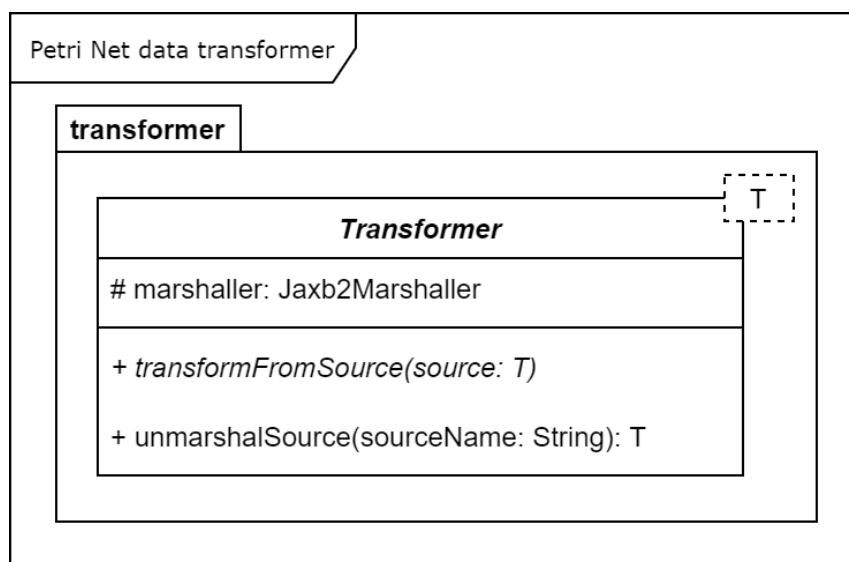 Petri Net data transformer
transformer
T
Transformer
# marshaller: Jaxb2Marshaller
+ transformFromSource(source: T)
+ unmarshalSource(sourceName: String): T